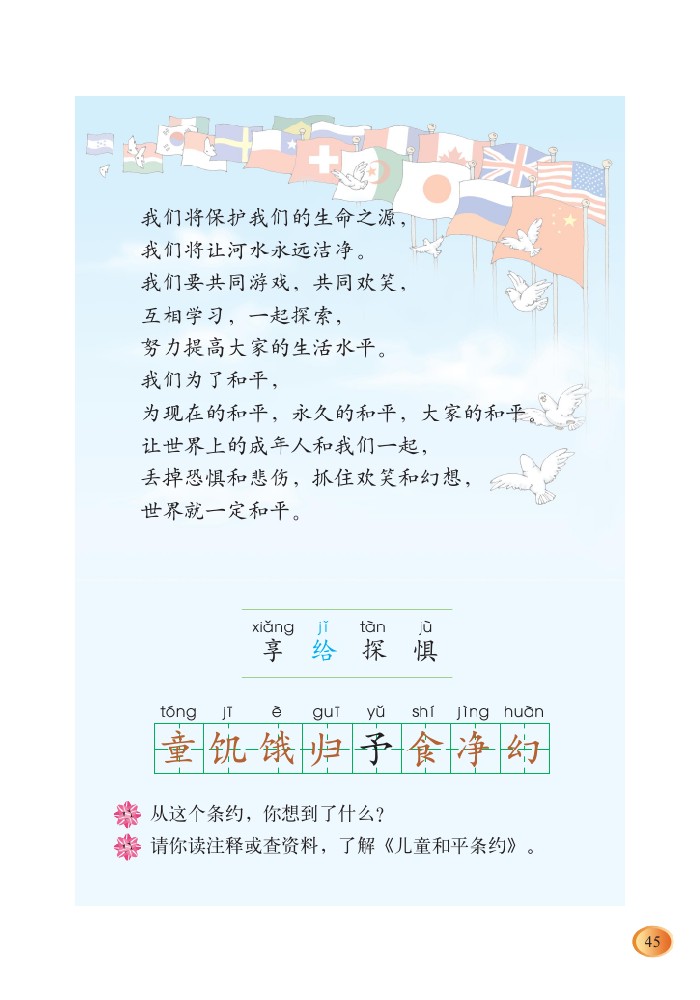 我们将保护我们的生命之源，
我们将让河水永远洁净。
我们要共同游戏，共同欢笑，
互相学习，一起探索，
努力提高大家的生活水平。
我们为了和平，
为现在的和平，永久的和平，大家的和平。
让世界上的成年人和我们一起，
丢掉恐惧和悲伤，抓住欢笑和幻想，
世界就一定和平。
xiǎng jǐ tàn jù
享 给 探 惧
tóng jī è guī yǔ shí jìng huàn
童 饥 饿 归 予 食 净 幻
从这个条约，你想到了什么？
请你读注释或查资料，了解《儿童和平条约》。
45